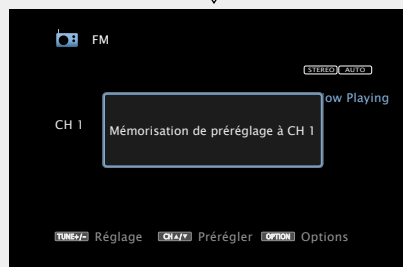 FM
STEREO AUTO
ow Playing
CH 1
Mémorisation de préréglage à CH 1
TUNE+/- Réglage CH▲/▼ Prérégler OPTION Options